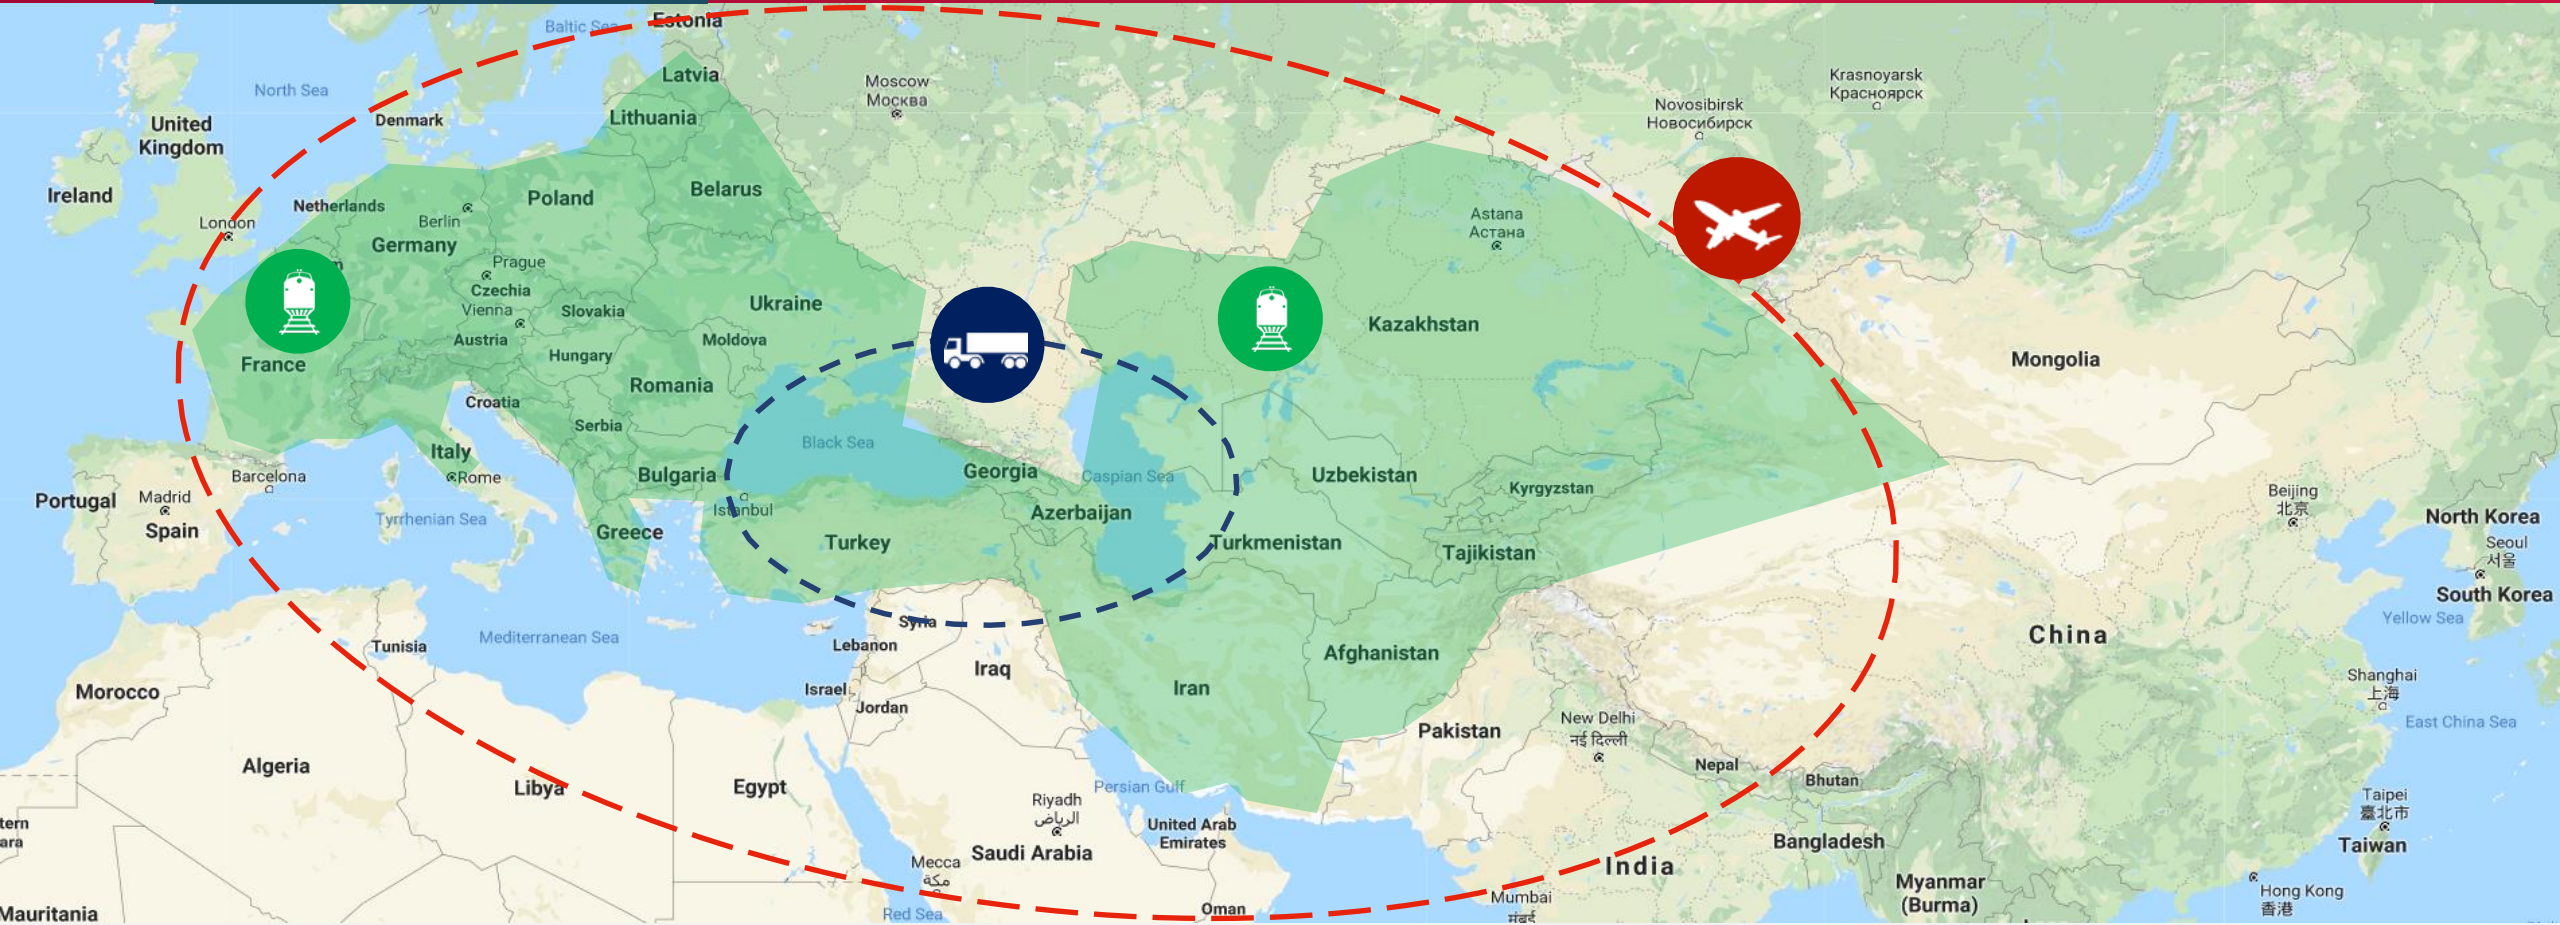 Baltic Sea
Estonia
Latvia
Moscow
Москва
Krasnoyarsk
Красноярск
North Sea
Novosibirsk
Новосибирск
United
Kingdom
Denmark
Lithuania
Ireland
Netherlands
London
Berlin
Poland
Belarus
Germany
Astana
Астана
Prague
Czechia
Vienna
Slovakia
Ukraine
Austria
Hungary
Moldova
Kazakhstan
Mongolia
France
Romania
Croatia
Serbia
Black Sea
Italy
Rome
Barcelona
Bulgaria
Georgia
Caspian Sea
Uzbekistan
Kyrgyzstan
Portugal
Madrid
Spain
Tyrrhenian Sea
Istanbul
Azerbaijan
Beijing
北京
North Korea
Greece
Turkey
Turkmenistan
Tajikistan
Seoul
서울
South Korea
Yellow Sea
Syria
Tunisia
Mediterranean Sea
Lebanon
China
Afghanistan
Iraq
Morocco
Israel
Jordan
Iran
Shanghai
上海
East China Sea
New Delhi
नई दिल्ली
Pakistan
Algeria
Libya
Egypt
Persian Gulf
Nepal
Bhutan
Riyadh
الرياض
Taipei
臺北市
United Arab
Emirates
tern
ara
Bangladesh
Taiwan
Saudi Arabia
Mecca
مكة
India
Myanmar
(Burma)
Hong Kong
香港
Mumbai
मुंबई
Mauritania
Red Sea
Oman